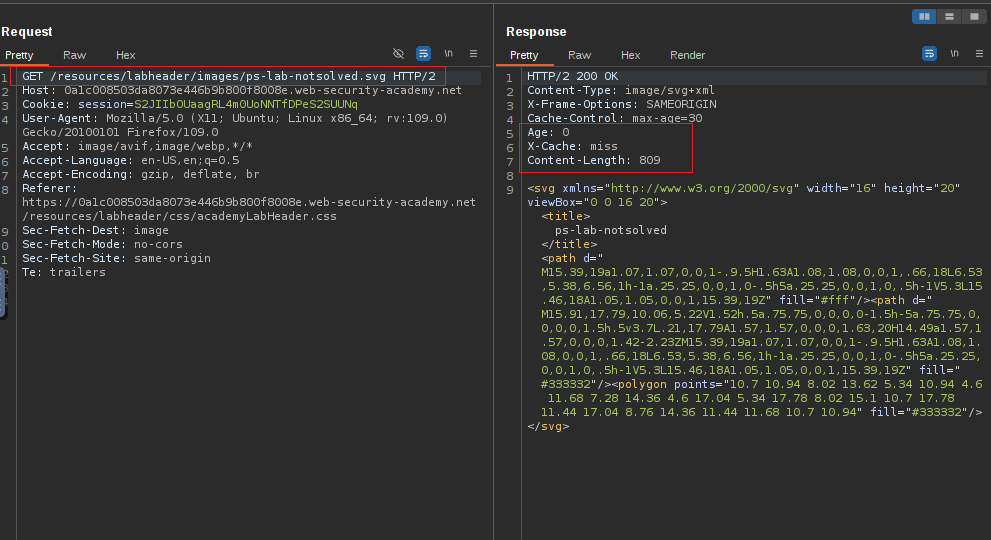 Request
Pretty Raw Hex
\n
1 GET /resources/labheader/images/ps-lab-notsolved.svg HTTP/2
2 Host: 0a1c008503da8073e446b9b800f8008e.web-security-academy.net
3 Cookie: session=S2JIIbOUaagRL4m0UoNNTfDPeS2SUUNq
4 User-Agent: Mozilla/5.0 (X11; Ubuntu; Linux x86_64; rv:109.0)
Gecko/20100101 Firefox/109.0
5 Accept: image/avif,image/webp,*/*
6 Accept-Language: en-US,en;q=0.5
7 Accept-Encoding: gzip, deflate, br
8 Referer:
https://0a1c008503da8073e446b9b800f8008e.web-security-academy.net
/resources/labheader/css/academyLabHeader.css
9 Sec-Fetch-Dest: image
0 Sec-Fetch-Mode: no-cors
1 Sec-Fetch-Site: same-origin
Te: trailers
Response
Pretty Raw Hex Render
\n
1 HTTP/2 200 OK
2 Content-Type: image/svg+xml
3 X-Frame-Options: SAMEORIGIN
4 Cache-Control: max-age=30
5 Age: 0
6 X-Cache: miss
7 Content-Length: 809
8
9 <svg xmlns="http://www.w3.org/2000/svg" width="16" height="20"
viewBox="0 0 16 20">
<title>
ps-lab-notsolved
</title>
<path d="
M15.39,19a1.07,1.07,0,0,1-.9.5H1.63A1.08,1.08,0,0,1,.66,18L6.53
,5.38,6.56,1h-1a.25.25,0,0,1,0-.5h5a.25.25,0,0,1,0,.5h-1V5.3L15
.46,18A1.05,1.05,0,0,1,15.39,19Z" fill="#fff"/><path d="
M15.91,17.79,10.06,5.22V1.52h.5a.75.75,0,0,0,0-1.5h-5a.75.75,0,
0,0,0,1.5h.5v3.7L.21,17.79A1.57,1.57,0,0,0,1.63,20H14.49a1.57,1
.57,0,0,0,1.42-2.23ZM15.39,19a1.07,1.07,0,0,1-.9.5H1.63A1.08,1.
08,0,0,1,.66,18L6.53,5.38,6.56,1h-1a.25.25,0,0,1,0-.5h5a.25.25,
0,0,1,0,.5h-1V5.3L15.46,18A1.05,1.05,0,0,1,15.39,19Z" fill="
#333332"/><polygon points="10.7 10.94 8.02 13.62 5.34 10.94 4.6
11.68 7.28 14.36 4.6 17.04 5.34 17.78 8.02 15.1 10.7 17.78
11.44 17.04 8.76 14.36 11.44 11.68 10.7 10.94" fill="#333332"/>
</svg>